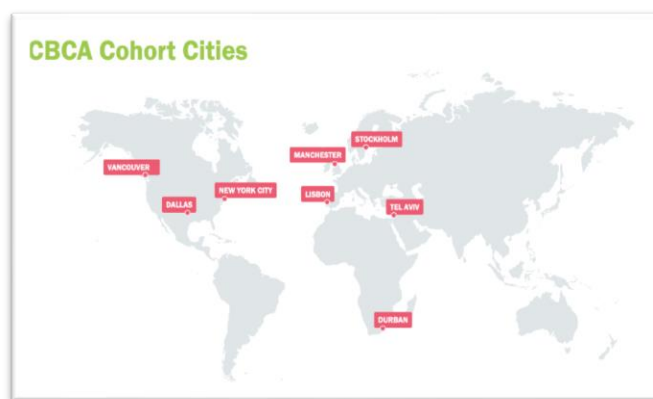 CBCA Cohort Cities
STOCKHOLM
MANCHESTER
VANCOUVER
NEW YORK CITY
LISBON
DALLAS
TEL AVIV
DURBAN